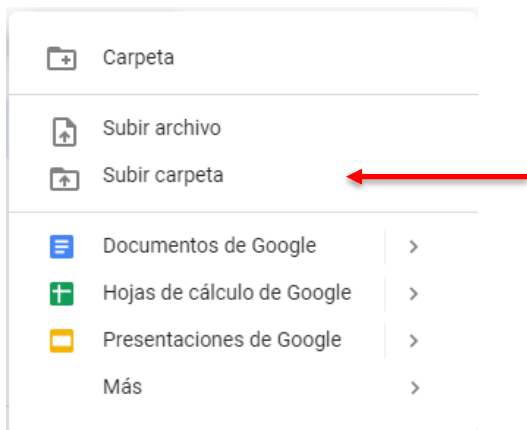 Carpeta
Subir archivo
Subir carpeta
Documentos de Google
Hojas de cálculo de Google
Presentaciones de Google
Más